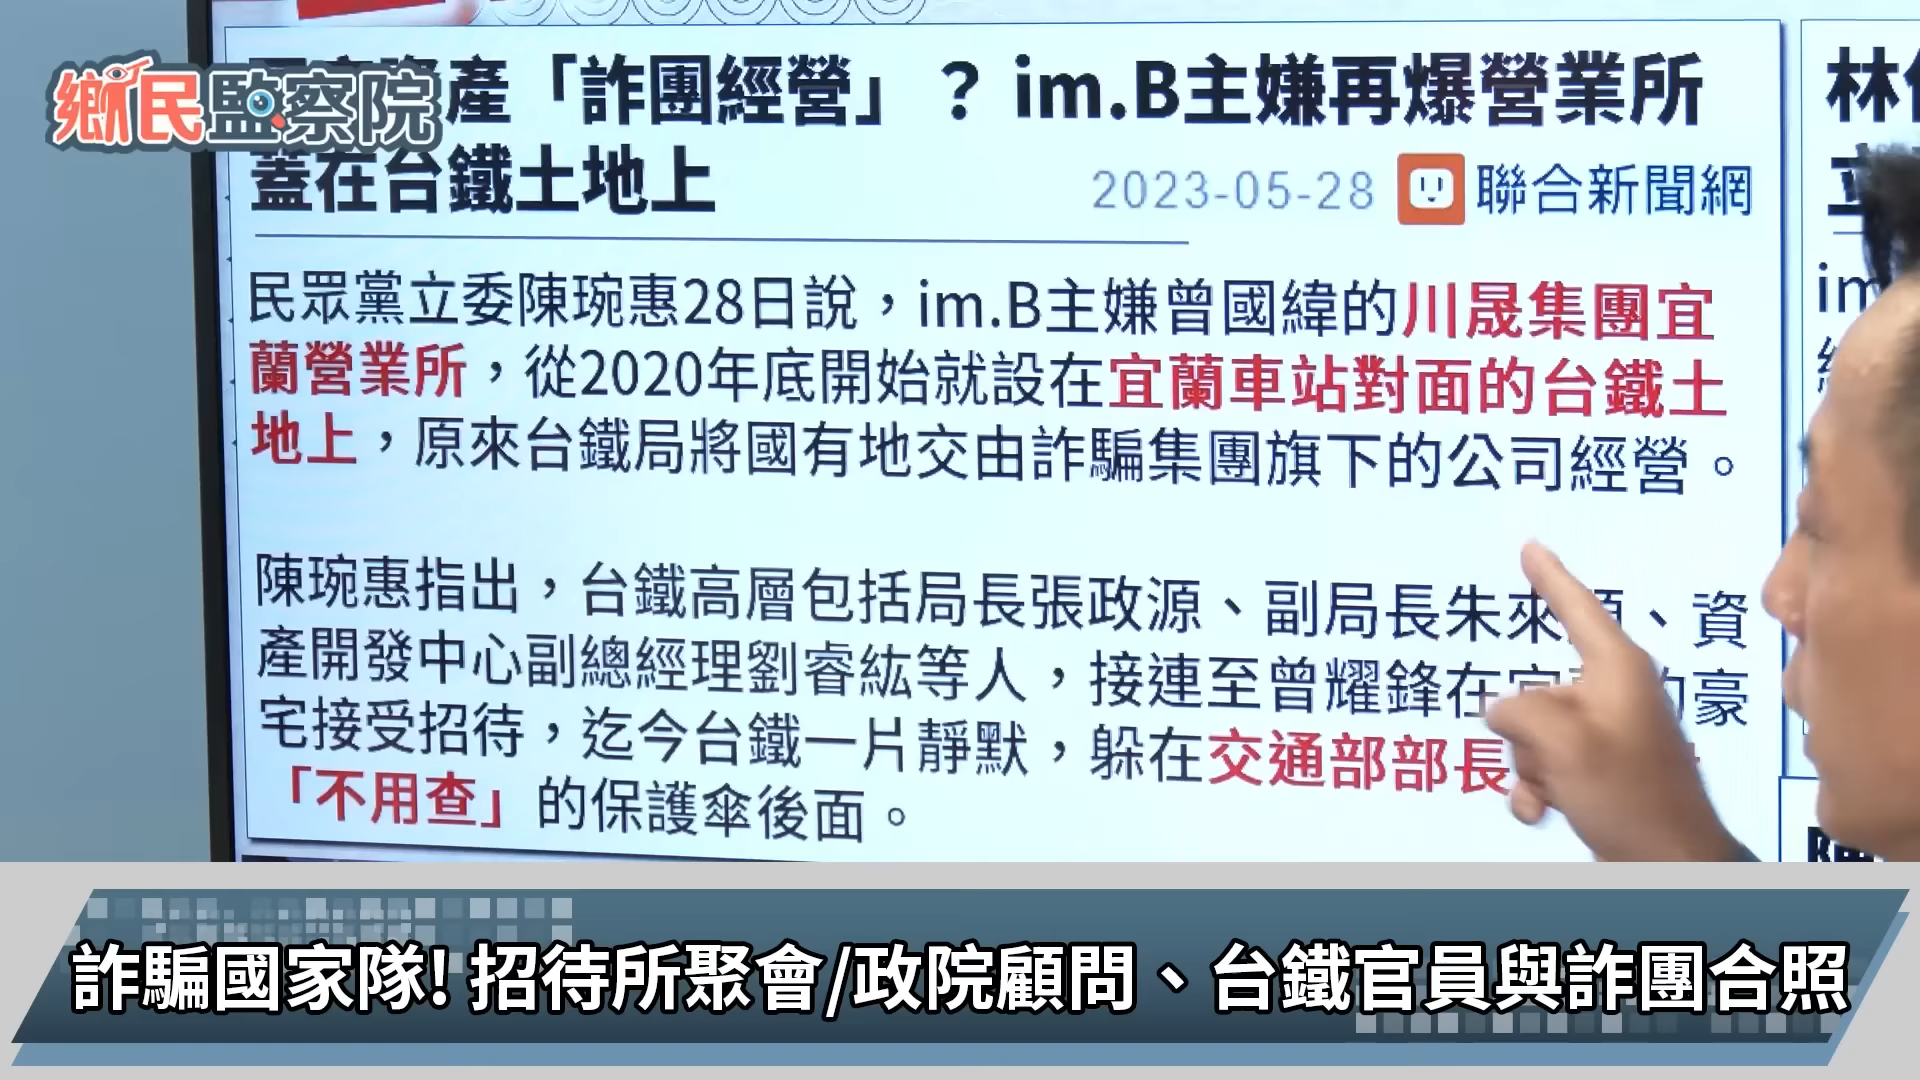 鄉民監察院
產「詐團經營」？im.B主嫌再爆營業所
蓋在台鐵土地上
2023-05-28 聯合新聞網
民眾黨立委陳琬惠28日說，im.B主嫌曾國緯的川晟集團宜
蘭營業所，從2020年底開始就設在宜蘭車站對面的台鐵土
地上，原來台鐵局將國有地交由詐騙集團旗下的公司經營。
陳琬惠指出，台鐵高層包括局長張政源、副局長朱來、資
產開發中心副總經理劉睿紘等人，接連至曾耀鋒在的豪
宅接受招待，迄今台鐵一片靜默，躲在交通部部長
「不用查」的保護傘後面。
林
im
詐騙國家隊!招待所聚會/政院顧問、台鐵官員與詐團合照